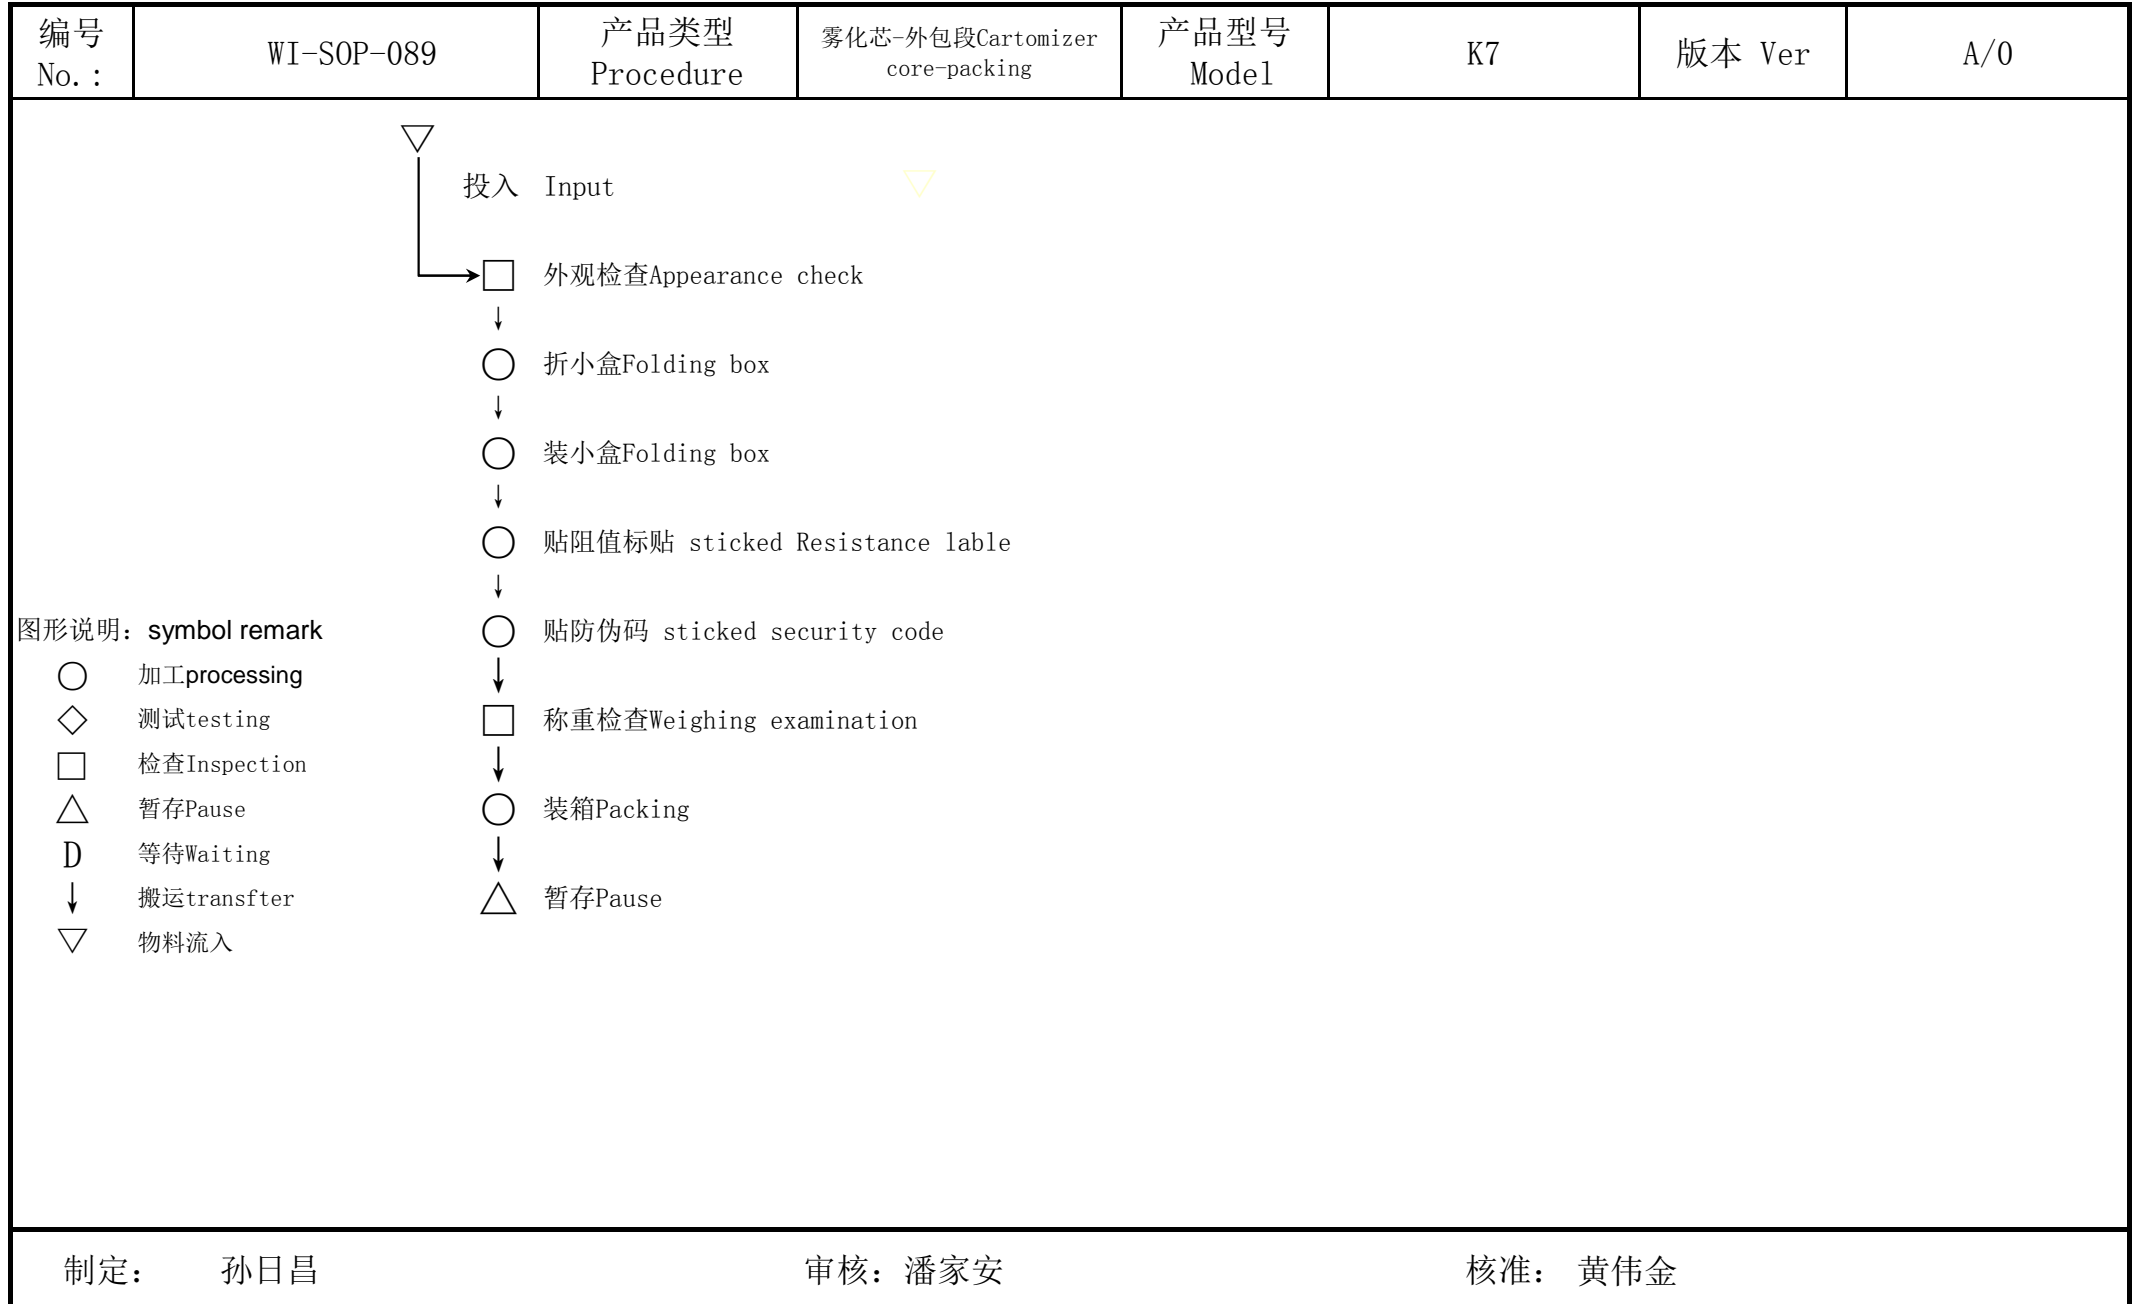 编号
No.:
WI-SOP-089
产品类型
Procedure
雾化芯-外包段Cartomizer
core-packing
产品型号
Model
K7
版本 Ver
A/0
投入 Input
外观检查Appearance check
折小盒Folding box
装小盒Folding box
贴阻值标贴 sticked Resistance lable
贴防伪码 sticked security code
称重检查Weighing examination
装箱Packing
暂存Pause
图形说明：symbol remark
加工processing
测试testing
检查Inspection
暂存Pause
D 等待Waiting
搬运transfter
物料流入
制定： 孙日昌
审核：潘家安
核准： 黄伟金